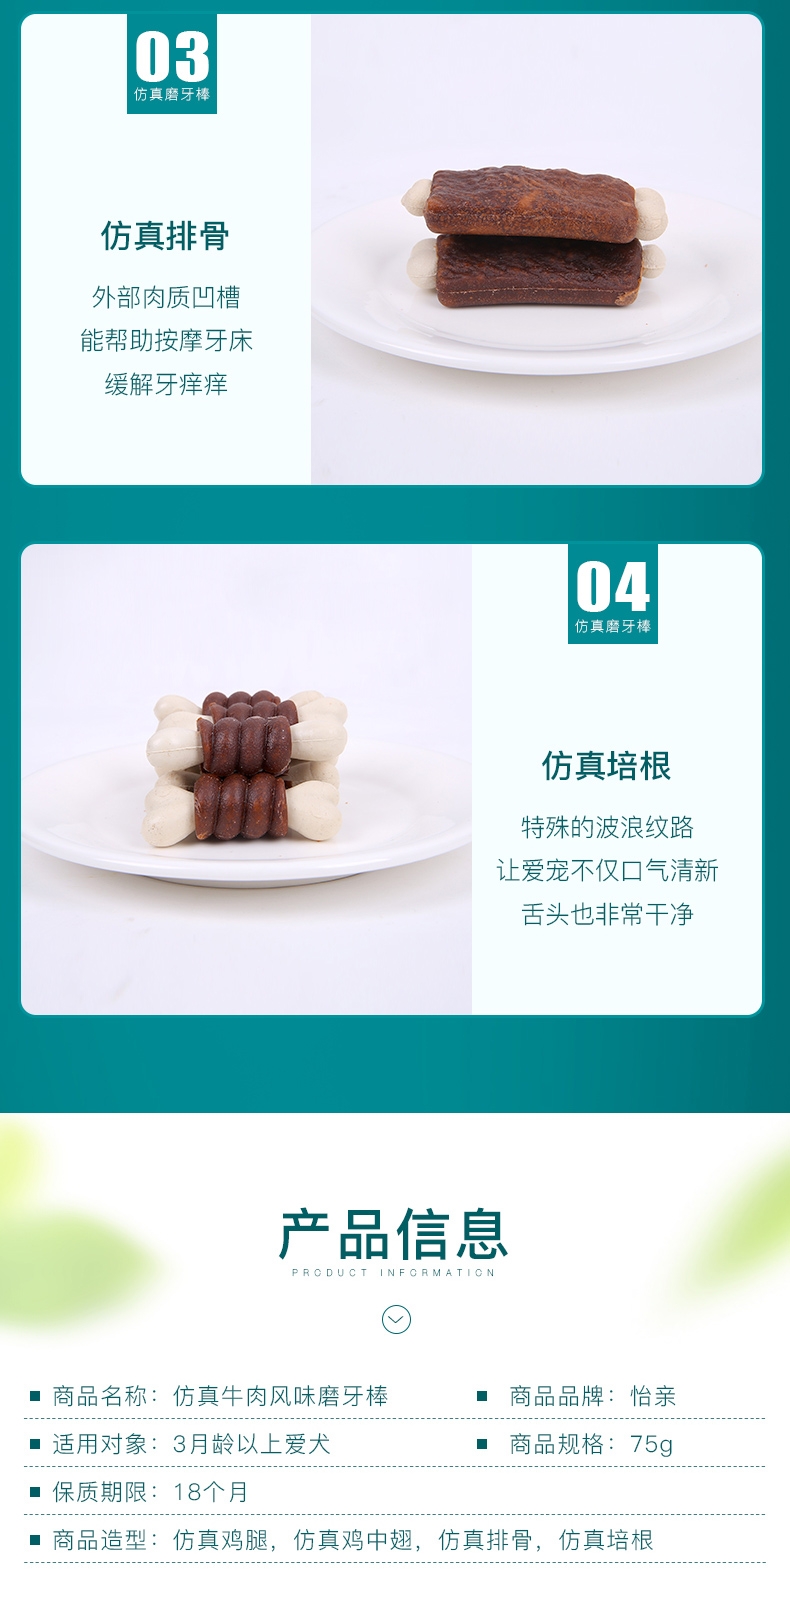 03
仿真磨牙棒
仿真排骨
外部肉质凹槽
能帮助按摩牙床
缓解牙痒痒
04
仿真磨牙棒
仿真培根
特殊的波浪纹路
让爱宠不仅口气清新
舌头也非常干净
产品信息
PRODUCT INFORMATION
商品名称：仿真牛肉风味磨牙棒
商品品牌：怡亲
适用对象：3月龄以上爱犬
商品规格：75g
保质期限：18个月
商品造型：仿真鸡腿，仿真鸡中翅，仿真排骨，仿真培根